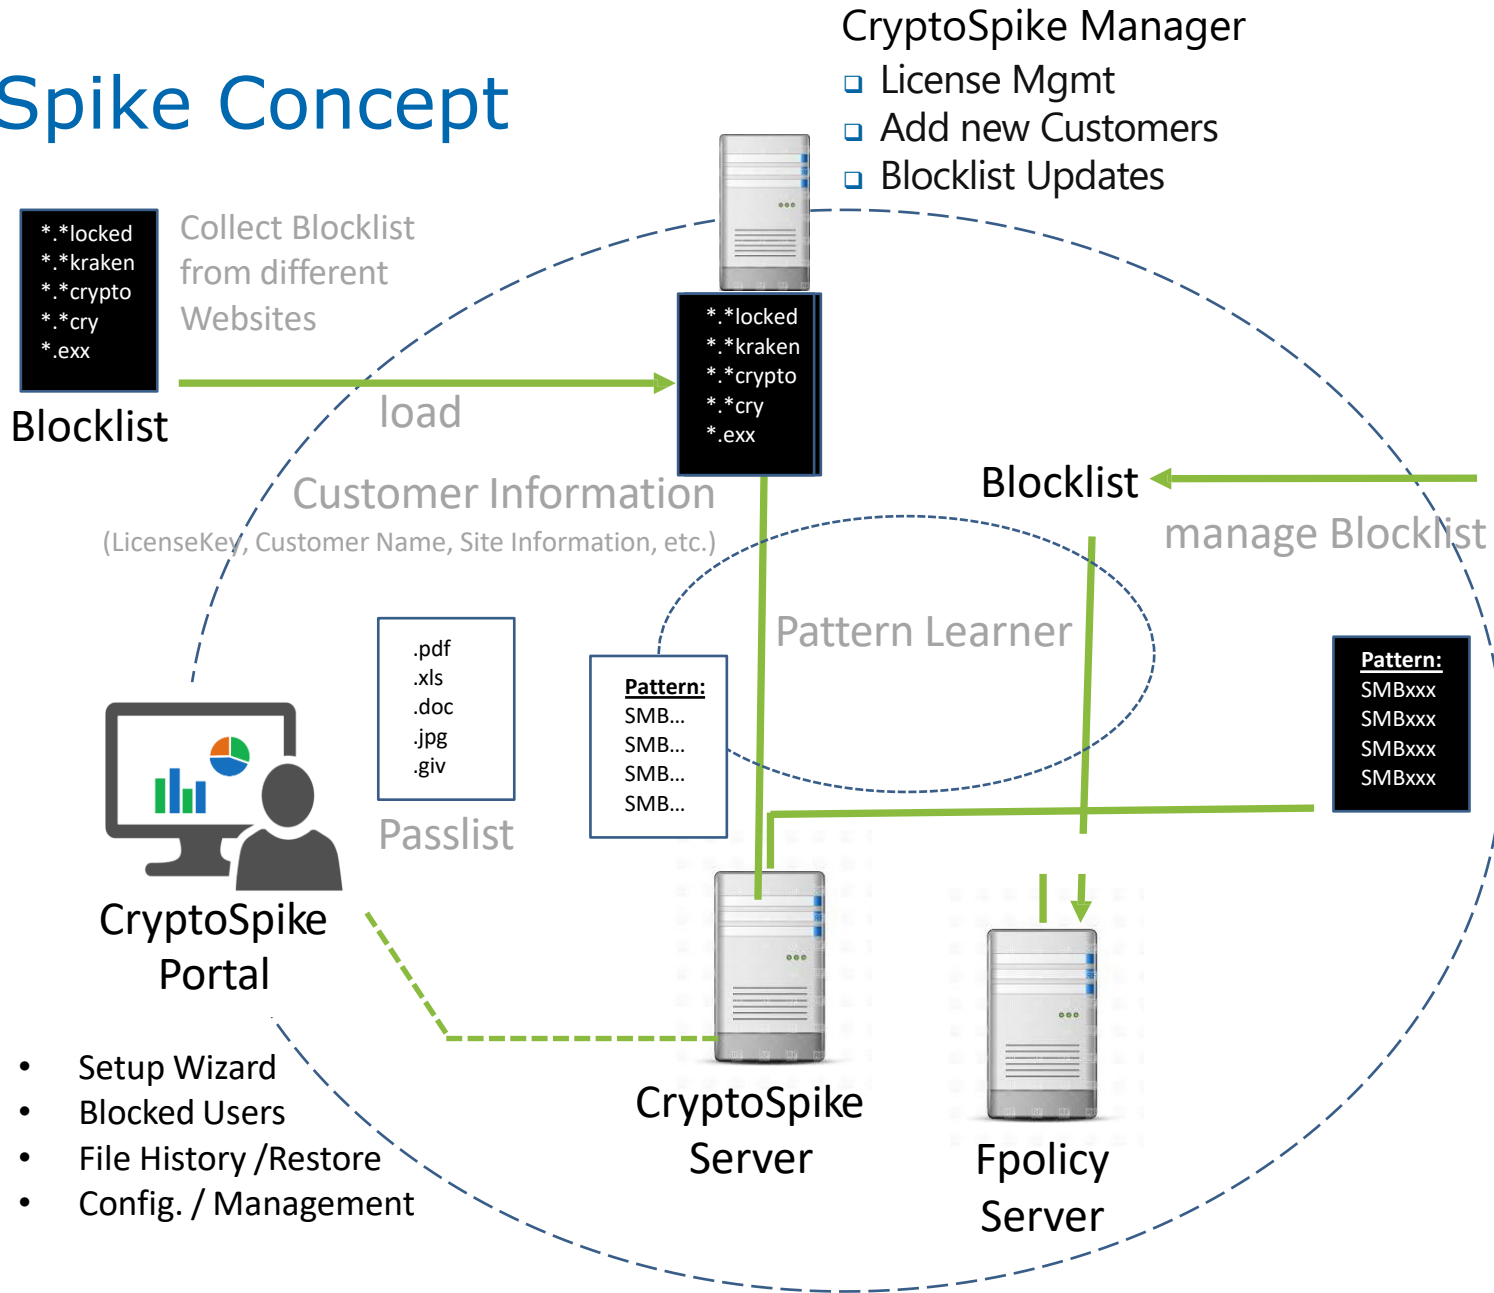 Spike Concept
CryptoSpike Manager
License Mgmt
Add new Customers
Blocklist Updates
*.*locked
*.*kraken
*.*crypto
*.*cry
*.exx
Blocklist
Collect Blocklist
from different
Websites
load
*.*locked
*.*kraken
*.*crypto
*.*cry
*.exx
Customer Information
(LicenseKey, Customer Name, Site Information, etc.)
Blocklist
manage Blocklist
Pattern Learner
.pdf
.xls
.doc
.jpg
.giv
Passlist
Pattern:
SMB...
SMB...
SMB...
SMB...
Pattern:
SMBxxx
SMBxxx
SMBxxx
SMBxxx
CryptoSpike
Portal
• Setup Wizard
• Blocked Users
• File History /Restore
• Config. / Management
CryptoSpike
Server
Fpolicy
Server